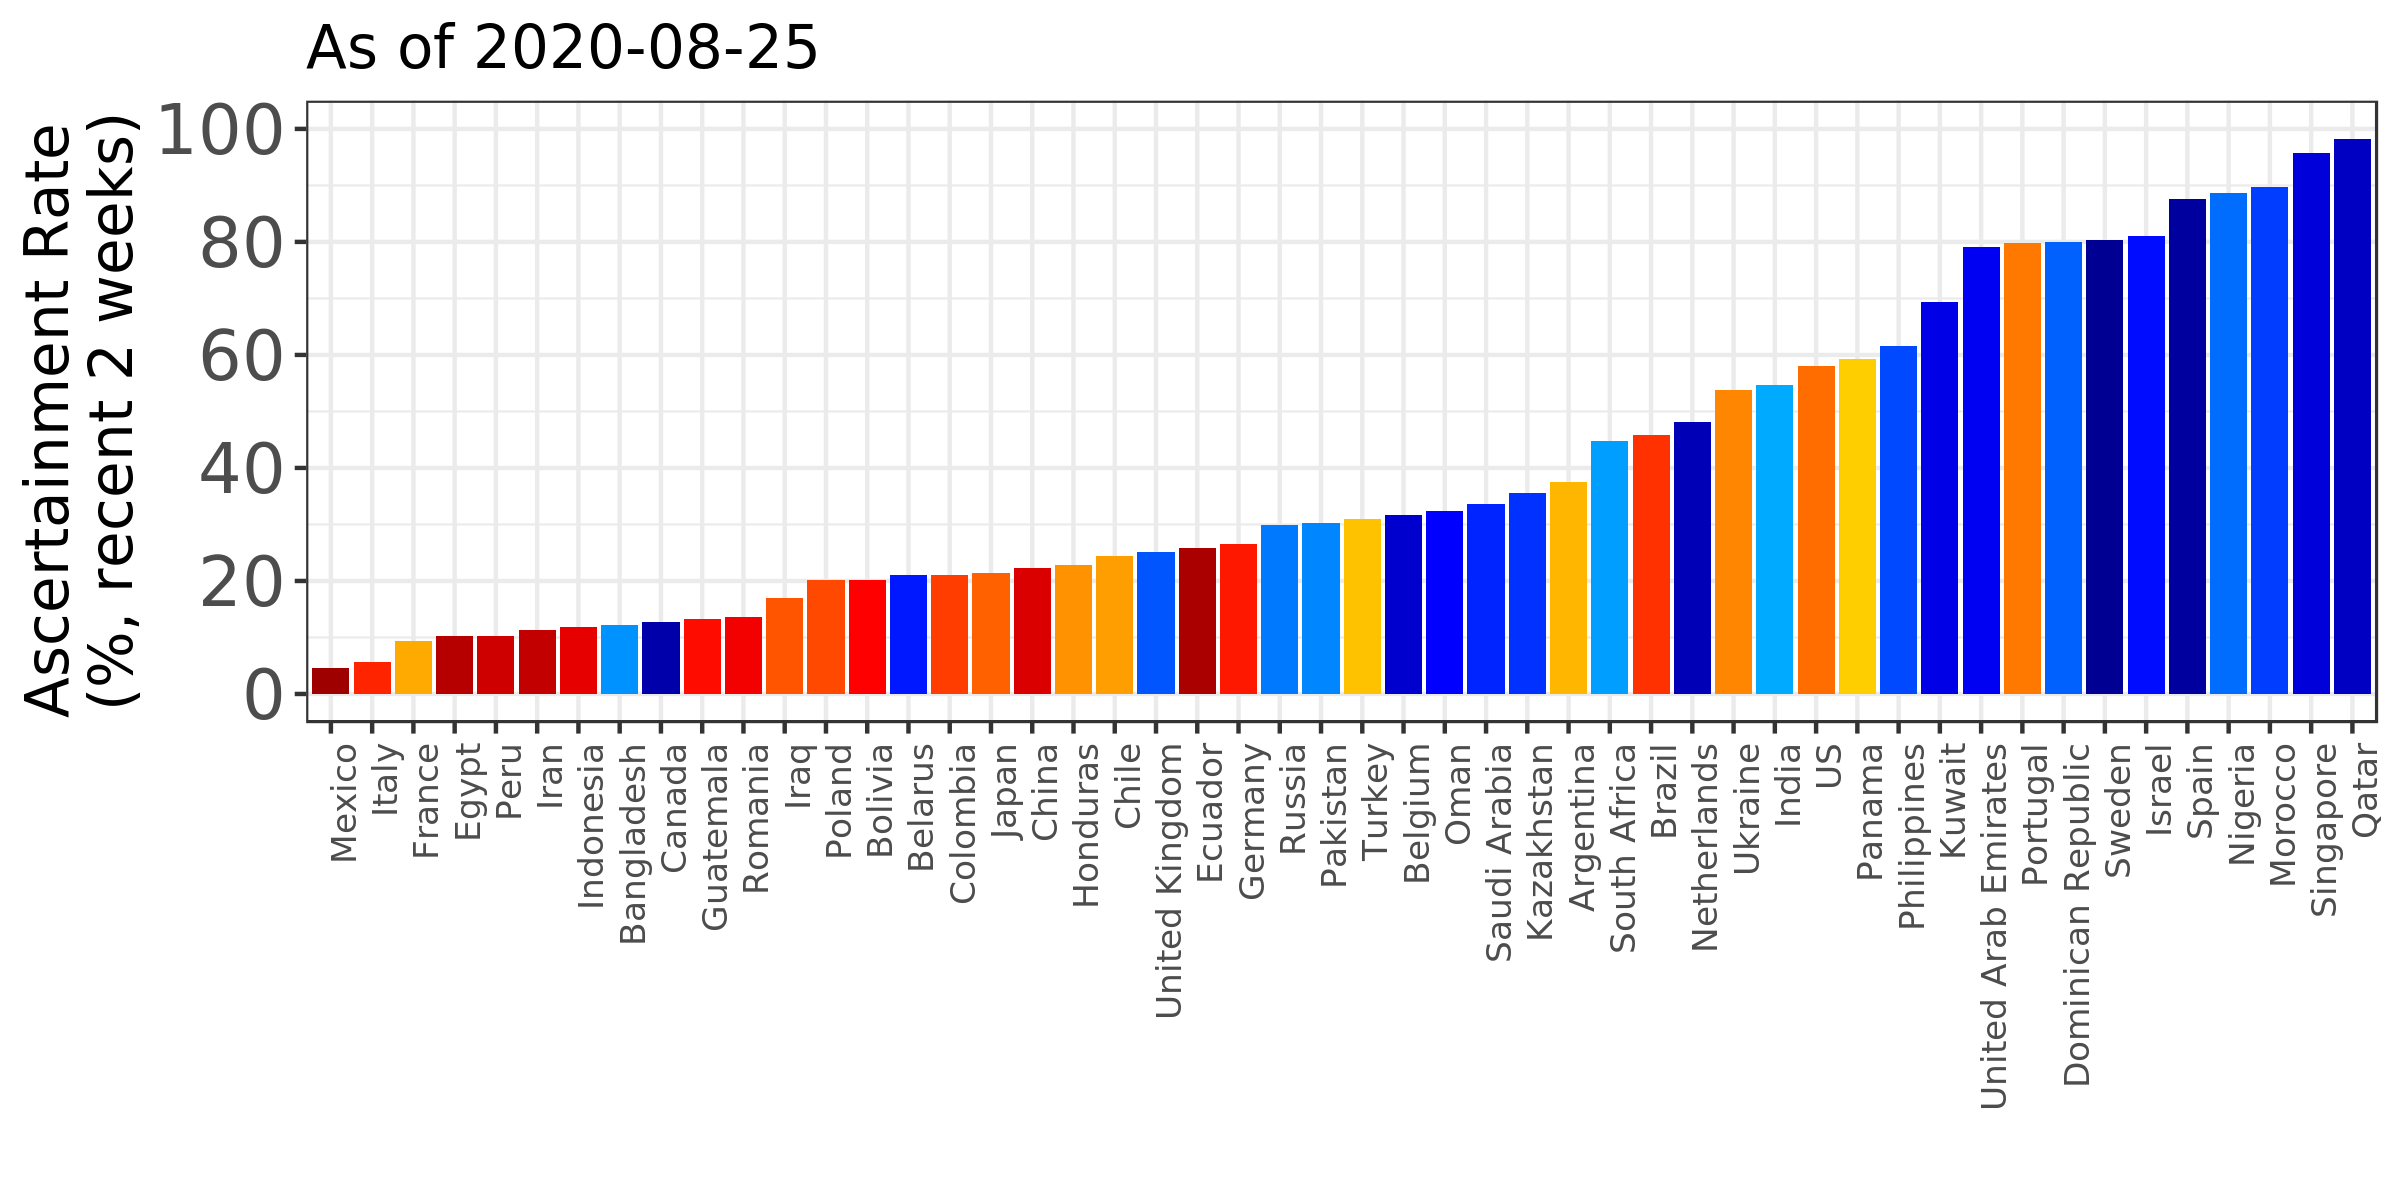 As of 2020-08-25
Ascertainment Rate
(%, recent 2 weeks)
100
80
60
40
20
0
Mexico
Italy
France
Egypt
Peru
Iran
Indonesia
Bangladesh
Canada
Guatemala
Romania
Iraq
Poland
Bolivia
Belarus
Colombia
Japan
China
Honduras
Chile
United Kingdom
Ecuador
Germany
Russia
Pakistan
Turkey
Belgium
Oman
Saudi Arabia
Kazakhstan
Argentina
South Africa
Brazil
Netherlands
Ukraine
India
US
Panama
Philippines
Kuwait
United Arab Emirates
Portugal
Dominican Republic
Sweden
Israel
Spain
Nigeria
Morocco
Singapore
Qatar